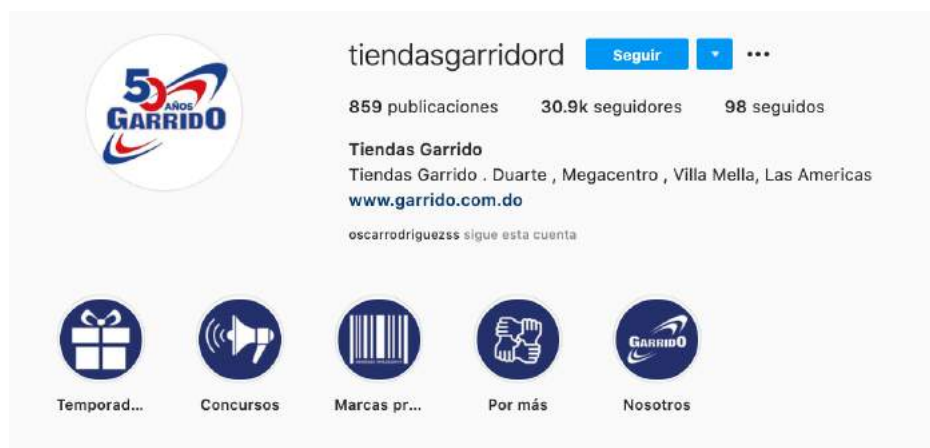 tiendasgarridord Seguir
50 AÑOS
GARRIDO
859 publicaciones 30.9k seguidores 98 seguidos
Tiendas Garrido
Tiendas Garrido . Duarte , Megacentro , Villa Mella, Las Americas
www.garrido.com.do
oscarrodriguezss sigue esta cuenta
GARRIDO
Temporad... Concursos Marcas pr... Por más Nosotros